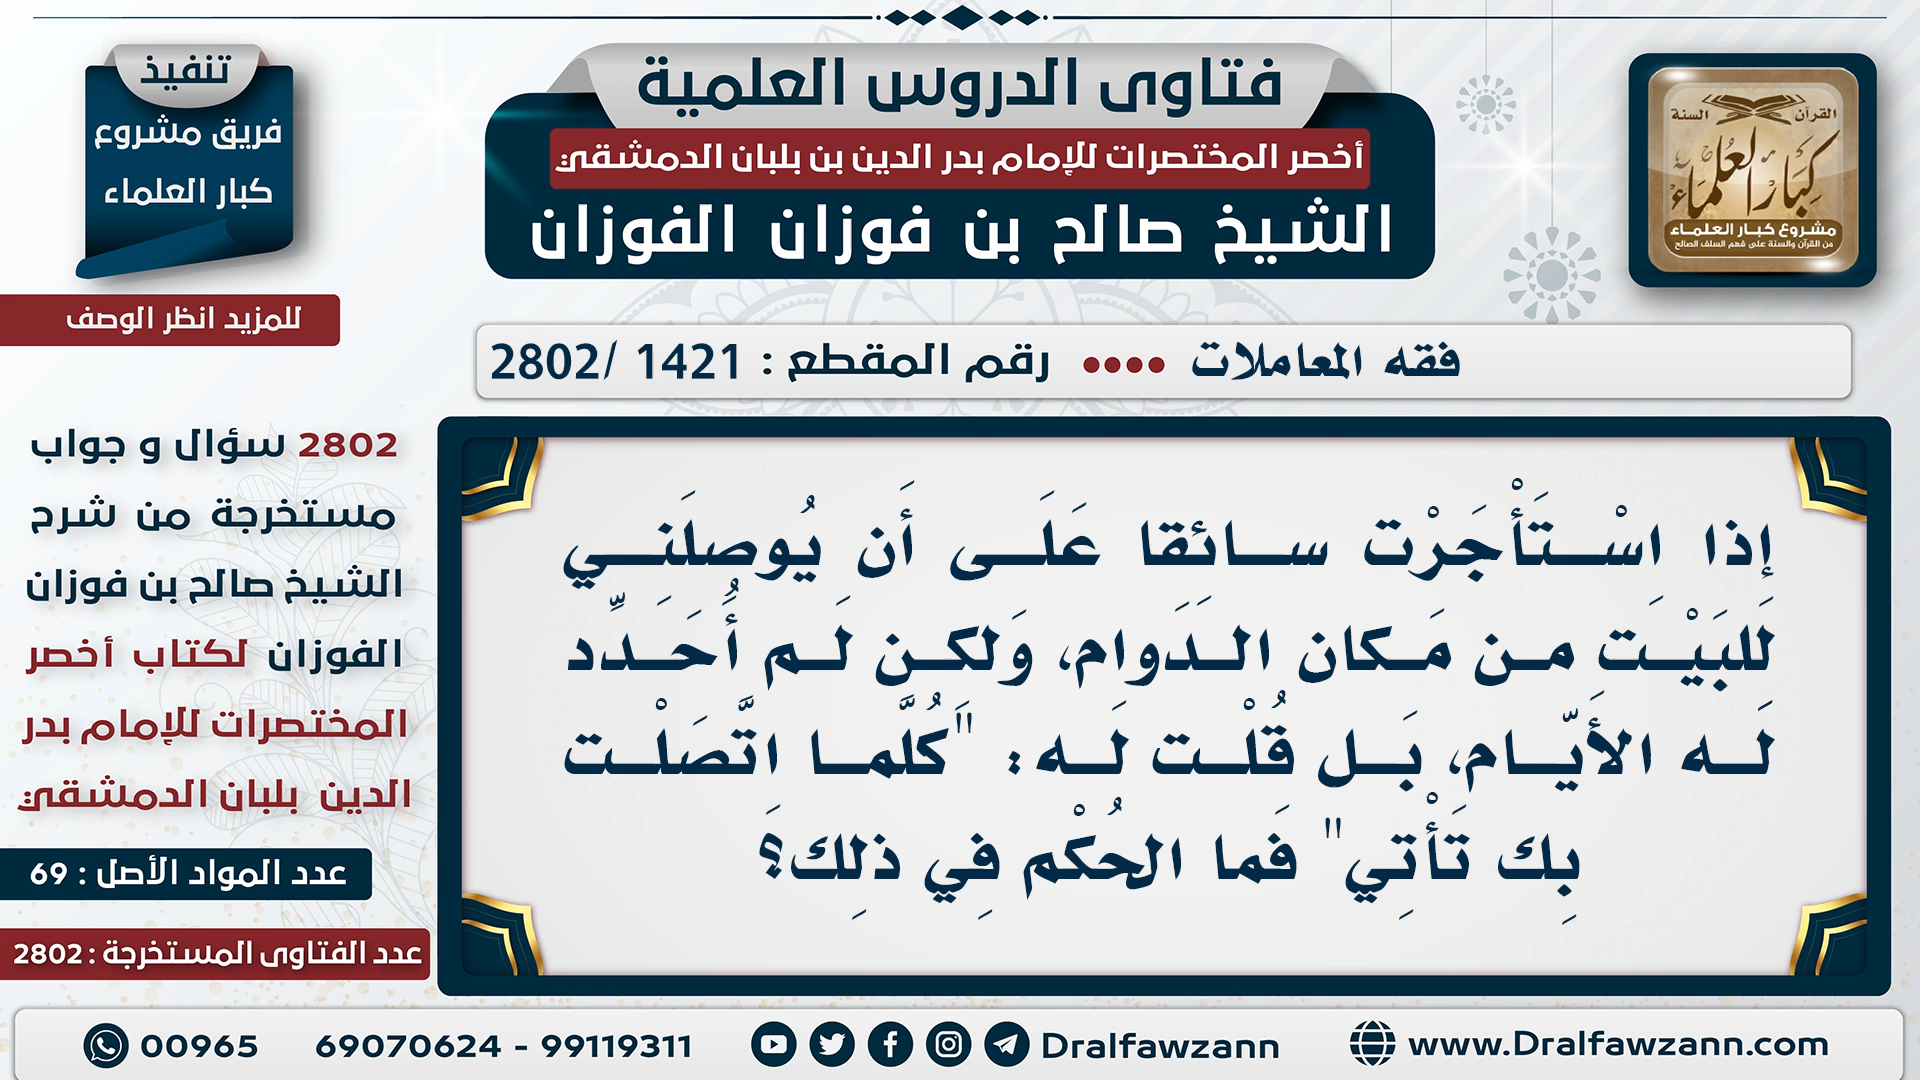 فتاوى الدروس العلمية
أخصر المختصرات للإمام بدر الدين بن بلبان الدمشقي
الشيخ صالح بن فوزان الفوزان
القرآن السنة
كبار العلماء
مشروع كبار العلماء
من القرآن والسنة على فهم السلف الصالح
تنفيذ
فريق مشروع
كبار العلماء
للمزيد انظر الوصف
فقه المعاملات •••• رقم المقطع : 1421 /2802
إذا اسْتَأْجَرْت سائقا عَلَى أَن يُوصلَنِي
لَلبَيْت من مَكان الدَوام، وَلكن لَم أُحَدِّد
لَه الأَيّام، بَل قُلْت لَه: "كُلَّما اتَّصَلْت
بِك تَأْتِي" فَما الحُكْم فِي ذلِك؟
2802 سؤال و جواب
مستخرجة من شرح
الشيخ صالح بن فوزان
الفوزان لكتاب أخصر
المختصرات للإمام بدر
الدين بلبان الدمشقي
عدد المواد الأصل : 69
عدد الفتاوى المستخرجة : 2802
00965 69070624 - 99119311 Dralfawzann www.Dralfawzann.com